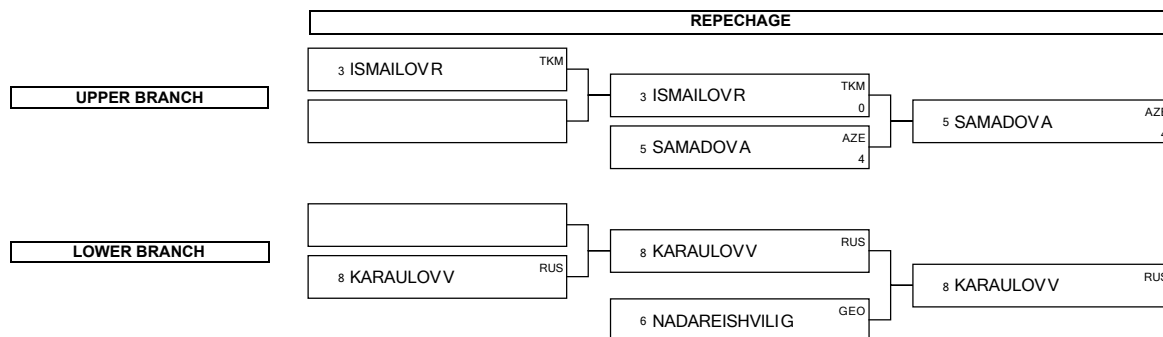 REPECHAGE
3 ISMAILOV R TKM
UPPER BRANCH
3 ISMAILOV R TKM
0
5 SAMADOV A AZE
5 SAMADOV A AZE
4
LOWER BRANCH
8 KARAULOV V RUS
8 KARAULOV V RUS
8 KARAULOV V RUS
6 NADAREISHVILI G GEO